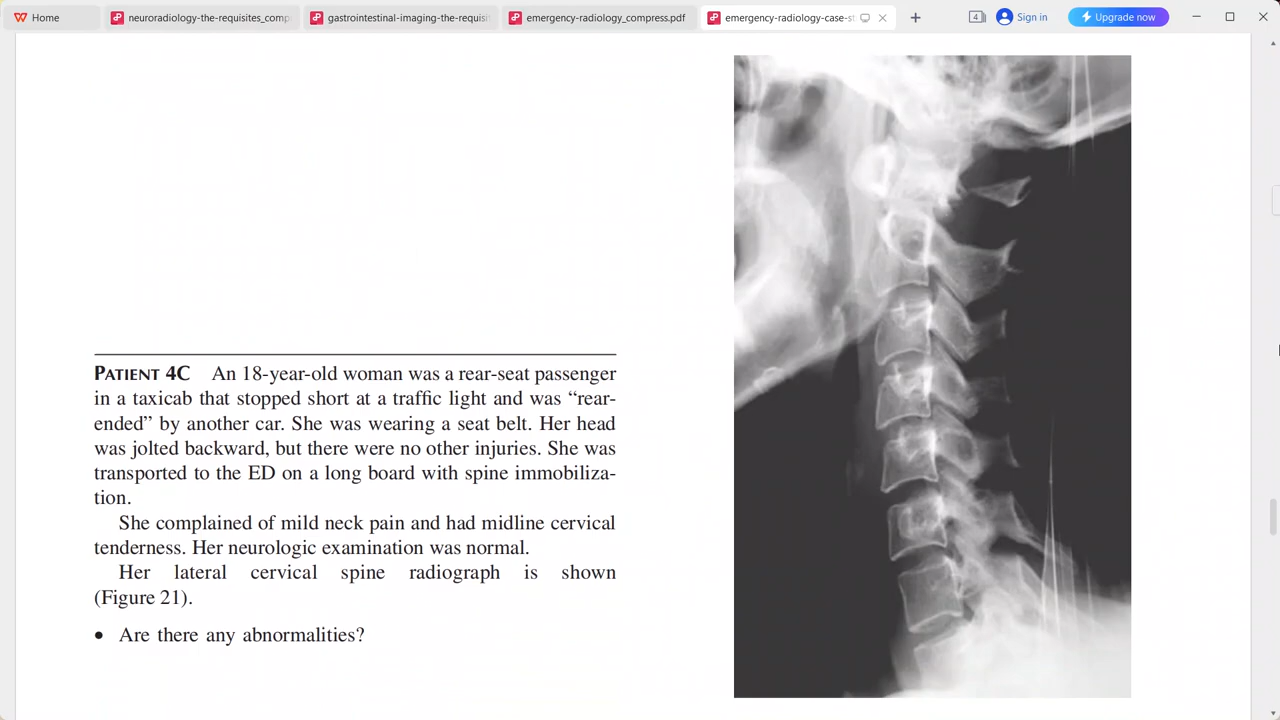 Home
neuroradiology-the-requisites_comp
gastrointestinal-imaging-the-requisit
emergency-radiology_compress.pdf
emergency-radiology-case-st
4
Sign in
Upgrade now
PATIENT 4C An 18-year-old woman was a rear-seat passenger
in a taxicab that stopped short at a traffic light and was “rear-
ended” by another car. She was wearing a seat belt. Her head
was jolted backward, but there were no other injuries. She was
transported to the ED on a long board with spine immobiliza-
tion.
She complained of mild neck pain and had midline cervical
tenderness. Her neurologic examination was normal.
Her lateral cervical spine radiograph is shown
(Figure 21).
• Are there any abnormalities?